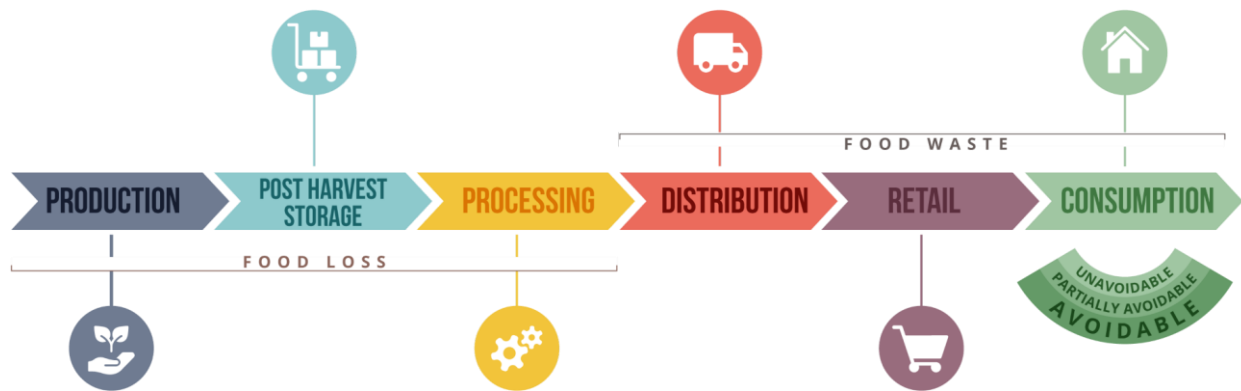 FOOD WASTE
PRODUCTION
POST HARVEST
STORAGE
PROCESSING
DISTRIBUTION
RETAIL
CONSUMPTION
FOOD LOSS
UNAVOIDABLE
PARTIALLY AVOIDABLE
AVOIDABLE